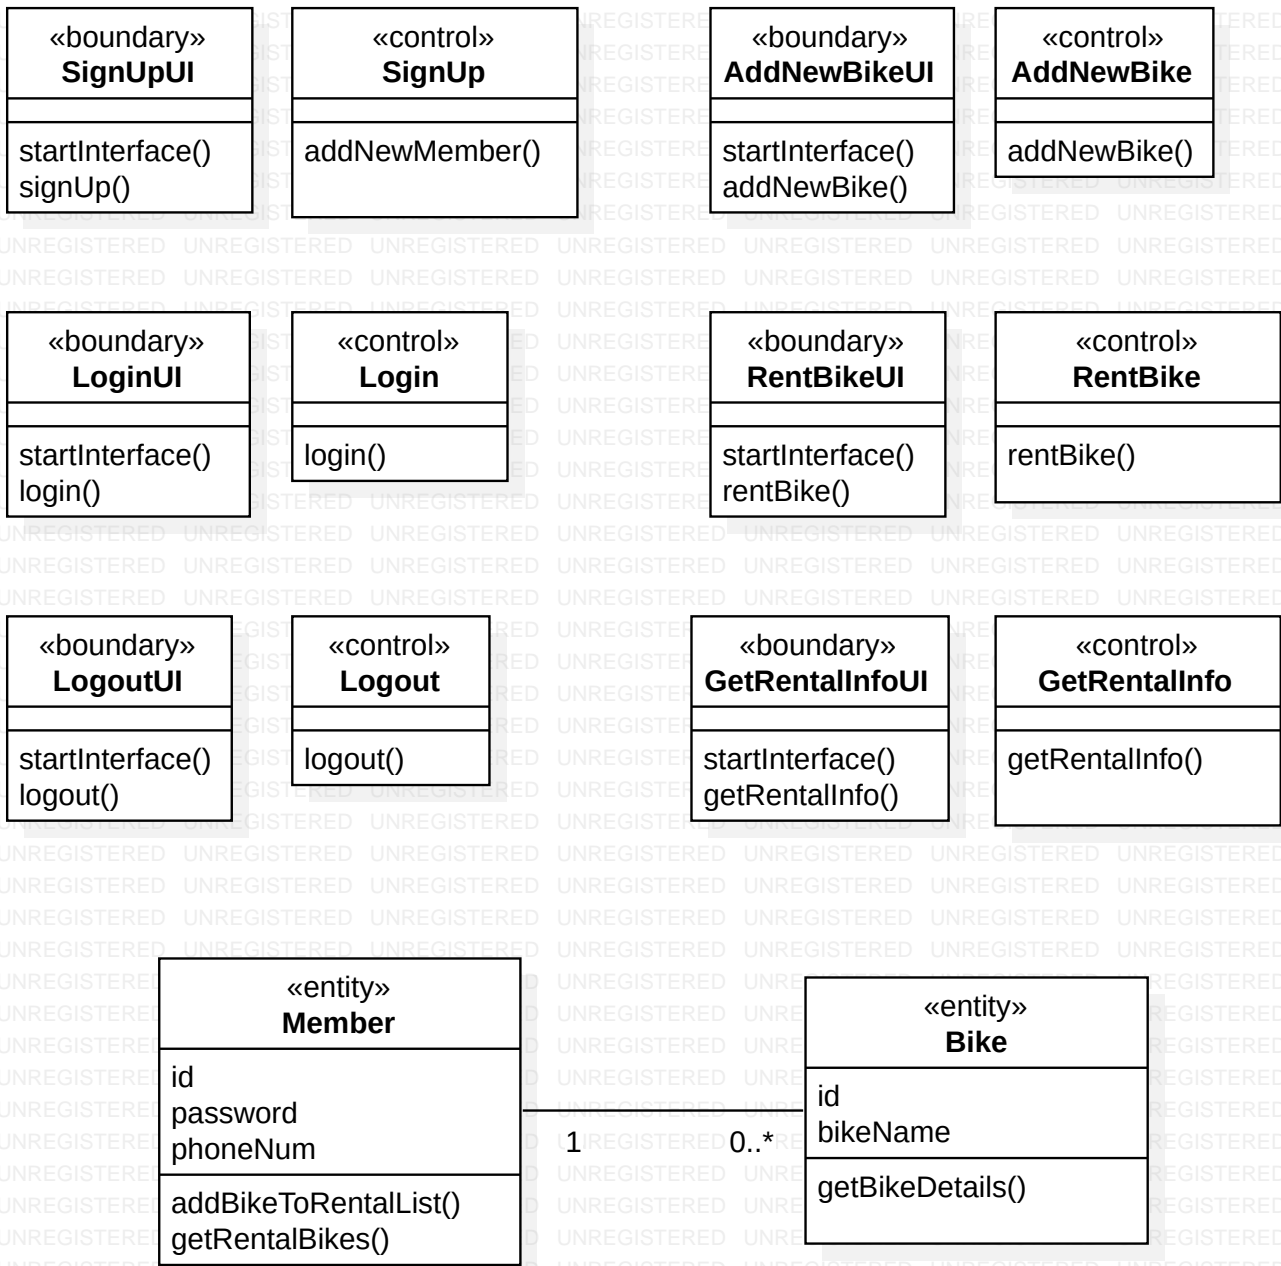 «boundary»
SignUpUI
startInterface()
signUp()
«control»
SignUp
addNewMember()
«boundary»
AddNewBikeUI
startInterface()
addNewBike()
«control»
AddNewBike
addNewBike()
«boundary»
LoginUI
startInterface()
login()
«control»
Login
login()
«boundary»
RentBikeUI
startInterface()
rentBike()
«control»
RentBike
rentBike()
«boundary»
LogoutUI
startInterface()
logout()
«control»
Logout
logout()
«boundary»
GetRentalInfoUI
startInterface()
getRentalInfo()
«control»
GetRentalInfo
getRentalInfo()
«entity»
Member
id
password
phoneNum
addBikeToRentalList()
getRentalBikes()
1
0..*
«entity»
Bike
id
bikeName
getBikeDetails()
UNREGISTERED